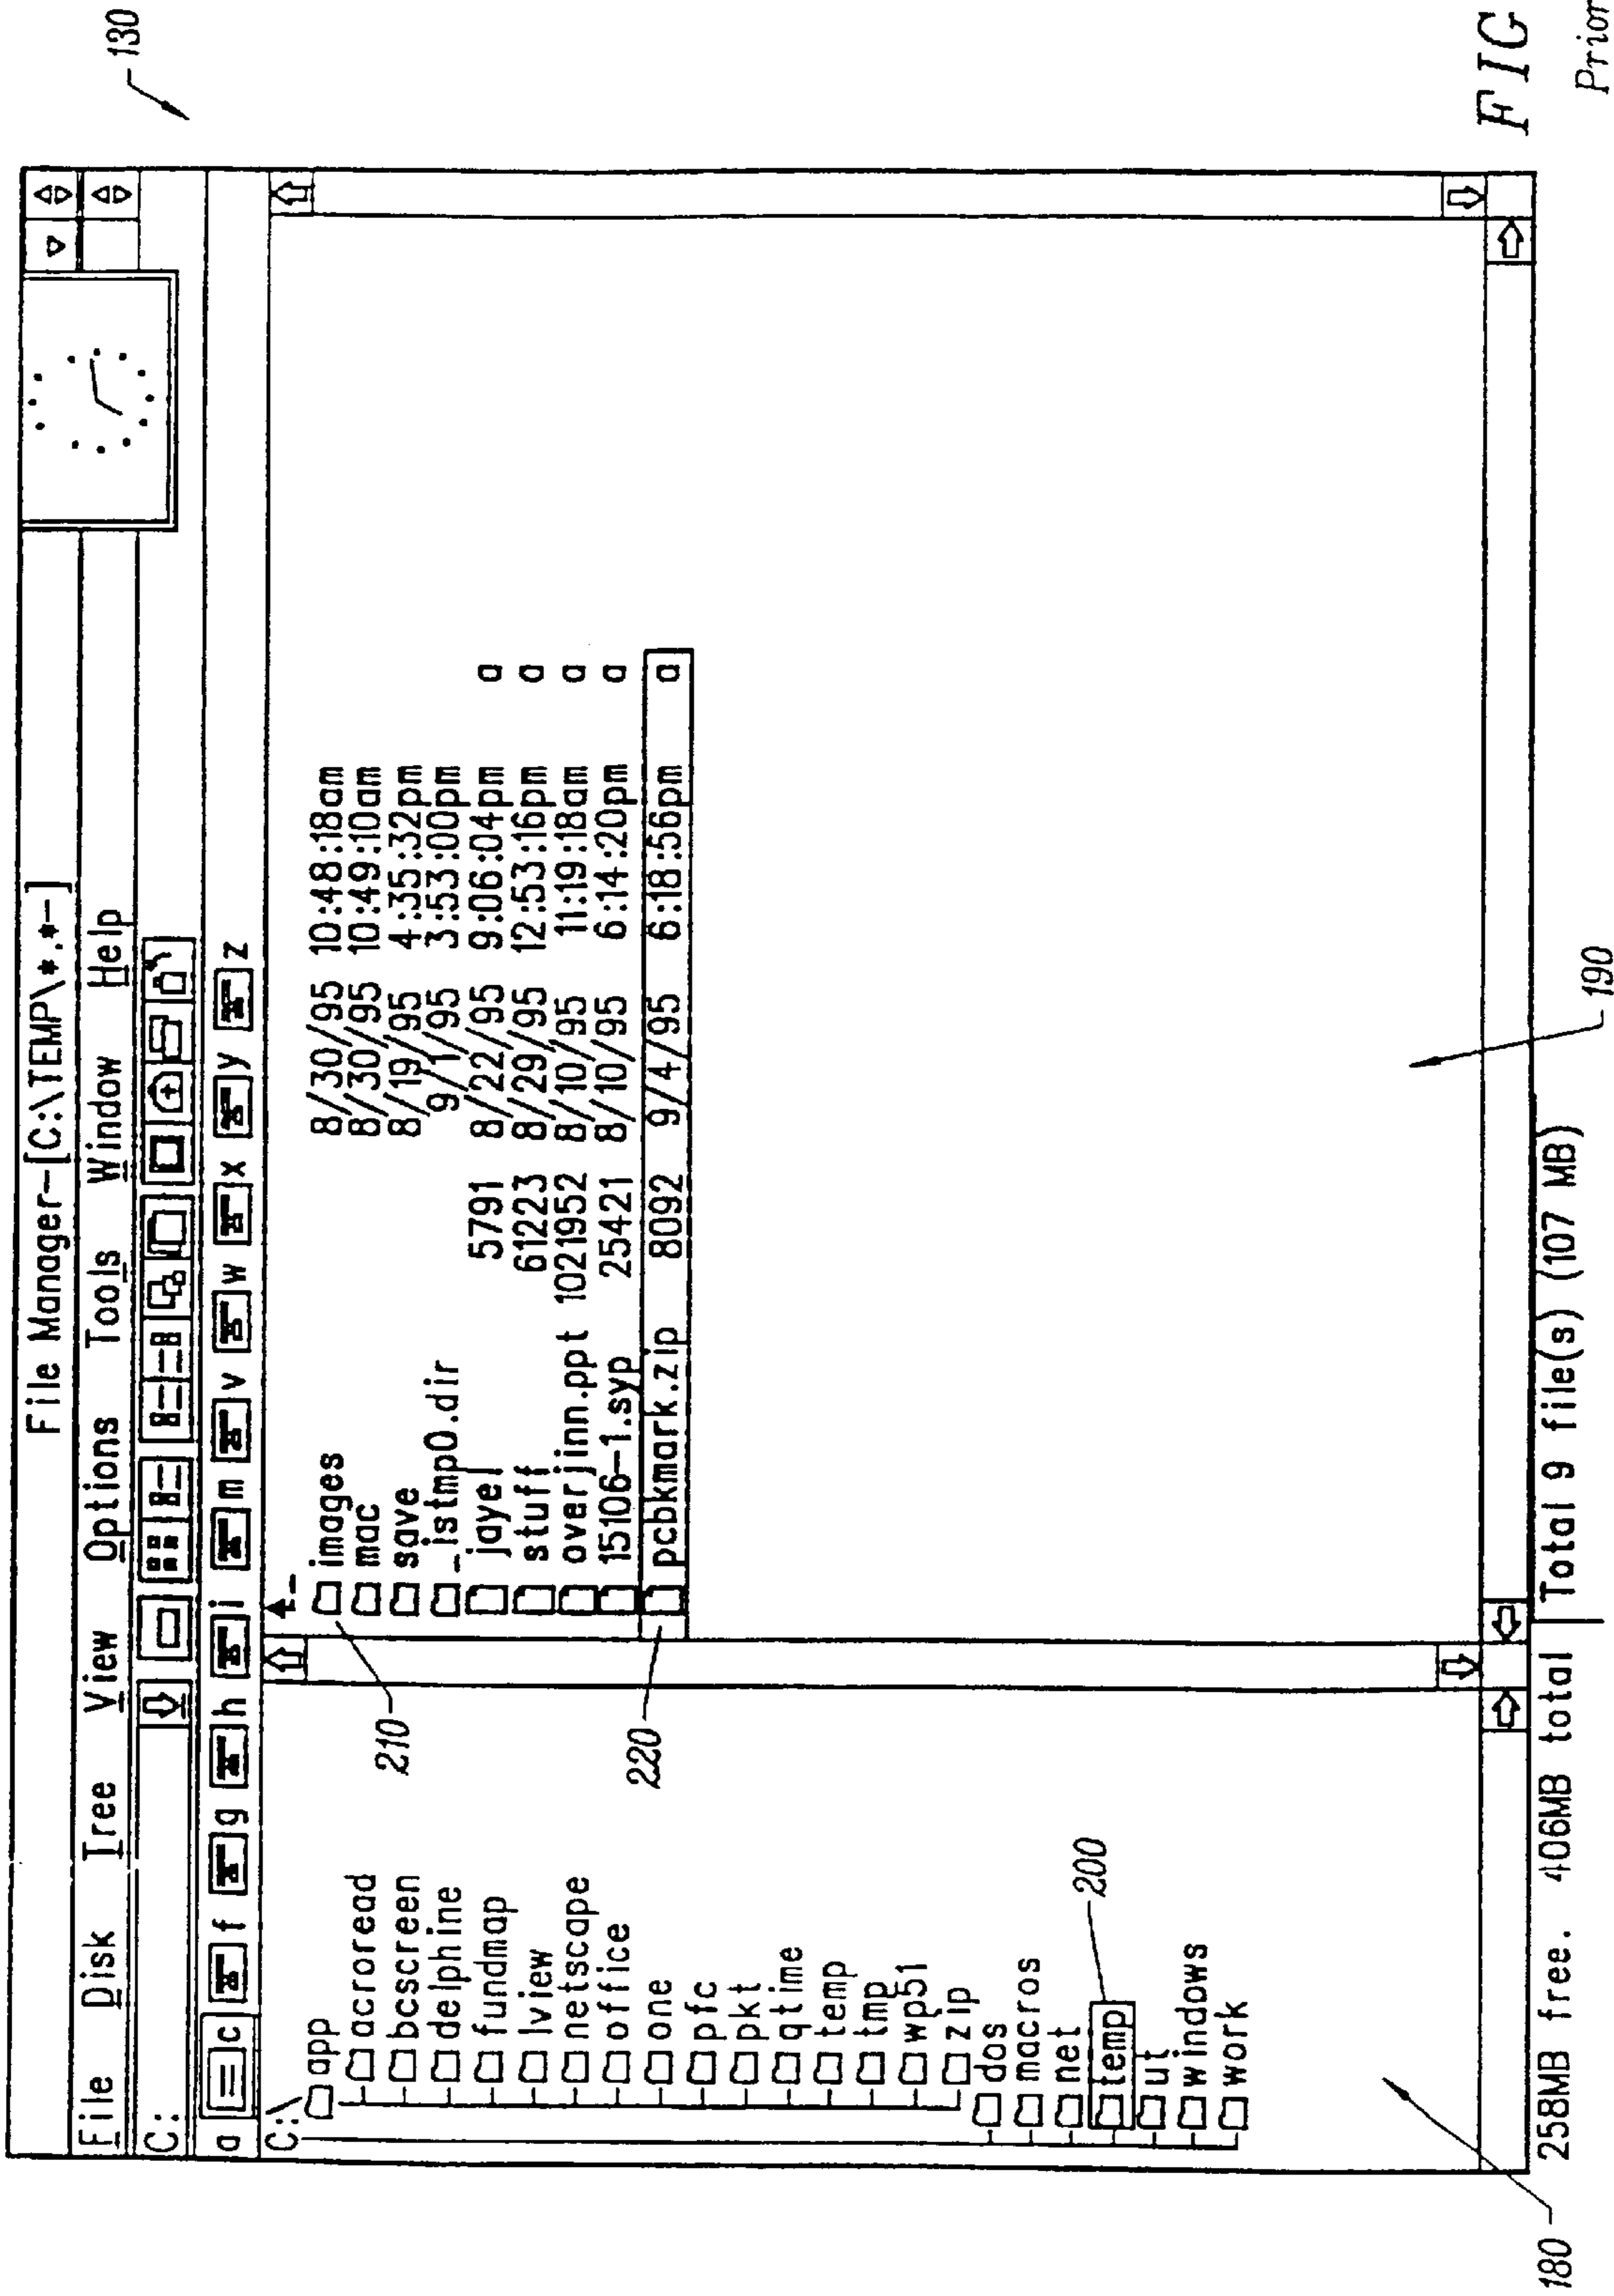 130
File Manager-[C:\TEMP\*.*-]
File Disk Tree View Options Tools Window Help
C:
a c f g h i m v w x y z
C:\
app
acroread
bcscreen
delphine
fundmap
lview
netscape
office
one
pfc
pkt
qtime
temp
tmp
wp51
zip
dos
macros
net
temp
ut
windows
work
200
180
210
220
images 8/30/95 10:48:18am
mac 8/30/95 10:49:10am
save 8/19/95 4:35:32pm
_istmp0.dir 9/1/95 3:53:00pm
jayel 5791 8/22/95 9:06:04pm a
stuff 61223 8/29/95 12:53:16pm a
overjinn.ppt 1021952 8/10/95 11:19:18am a
15106-1.syp 25421 8/10/95 6:14:20pm a
pcbkmark.zip 8092 9/4/95 6:18:56pm a
190
258MB free. 406MB total Total 9 file(s) (107 MB)
FIG
Prior